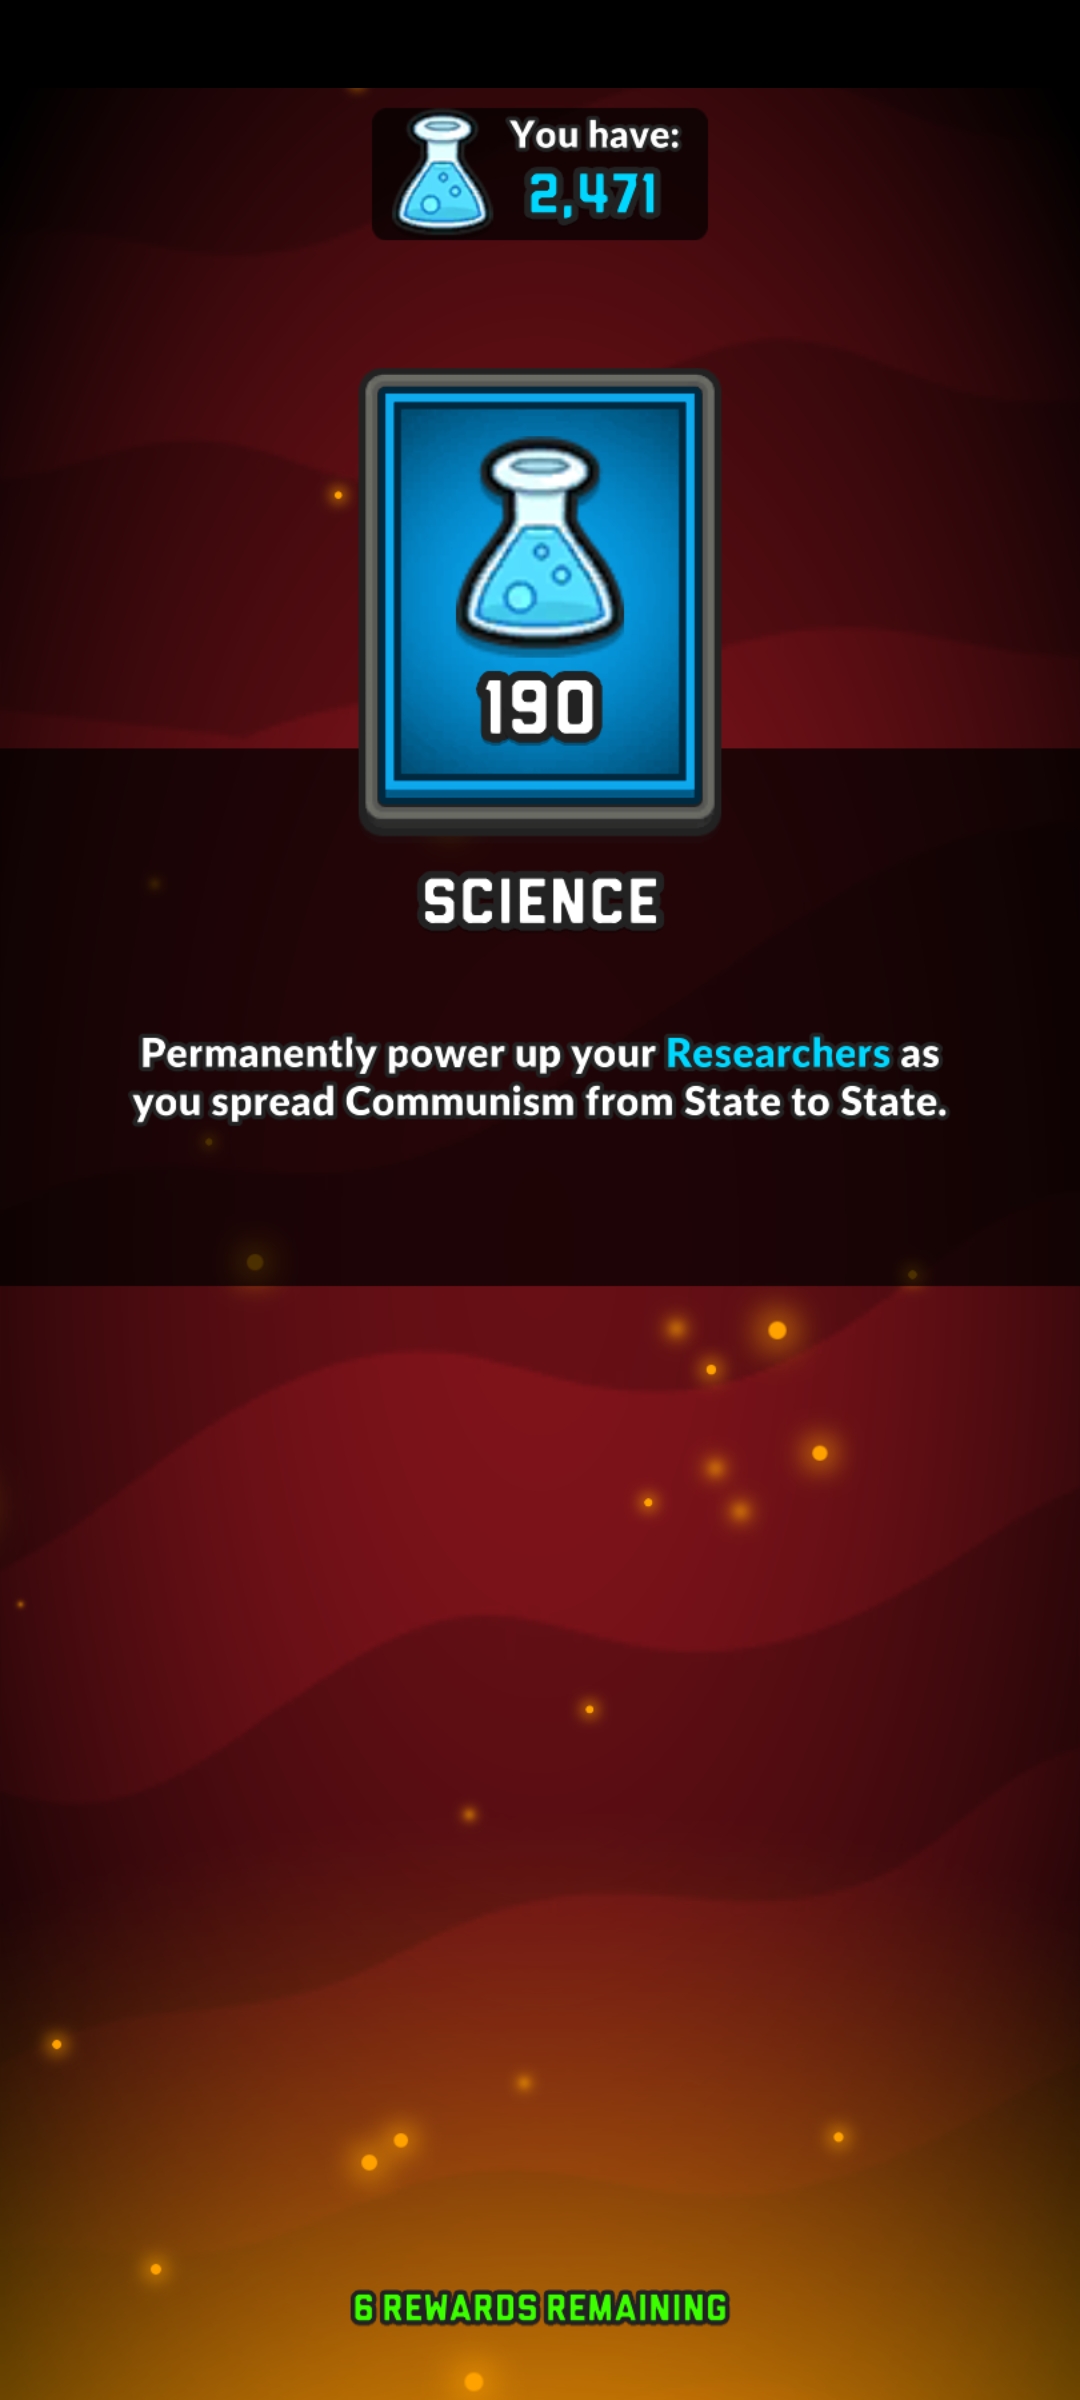 You have:
2,471
190
SCIENCE
Permanently power up your Researchers as
you spread Communism from State to State.
6 REWARDS REMAINING